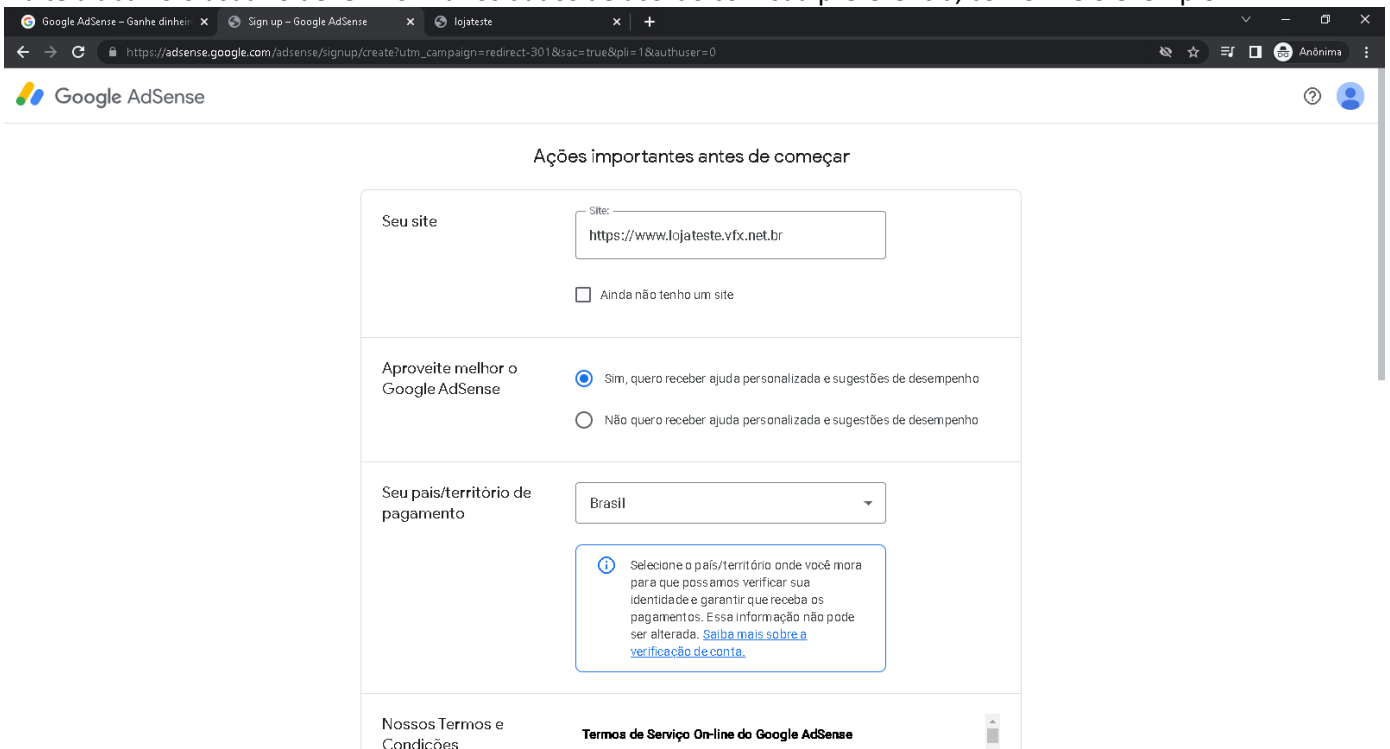 Google AdSense – Ganhe dinheir
Sign up – Google AdSense
lojateste
https://adsense.google.com/adsense/signup/create?utm_campaign=redirect-301&sac=true&pli=1&authuser=0
Anônima
Google AdSense
Ações importantes antes de começar
Seu site
Site:
https://www.lojateste.vfx.net.br
Ainda não tenho um site
Aproveite melhor o
Google AdSense
Sim, quero receber ajuda personalizada e sugestões de desempenho
Não quero receber ajuda personalizada e sugestões de desempenho
Seu país/território de
pagamento
Brasil
Selecione o país/território onde você mora
para que possamos verificar sua
identidade e garantir que receba os
pagamentos. Essa informação não pode
ser alterada. Saiba mais sobre a
verificação de conta.
Nossos Termos e
Condições
Termos de Serviço On-line do Google AdSense